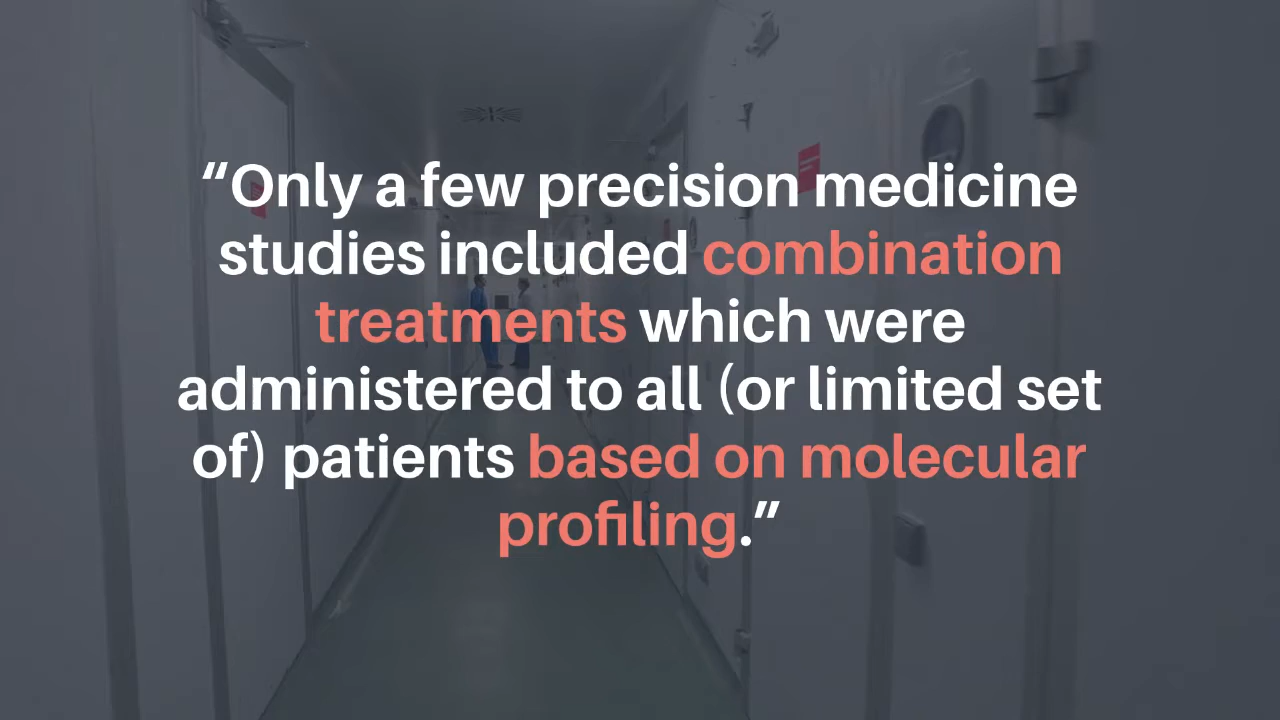 “Only a few precision medicine
studies included combination
treatments which were
administered to all (or limited set
of) patients based on molecular
profiling.”